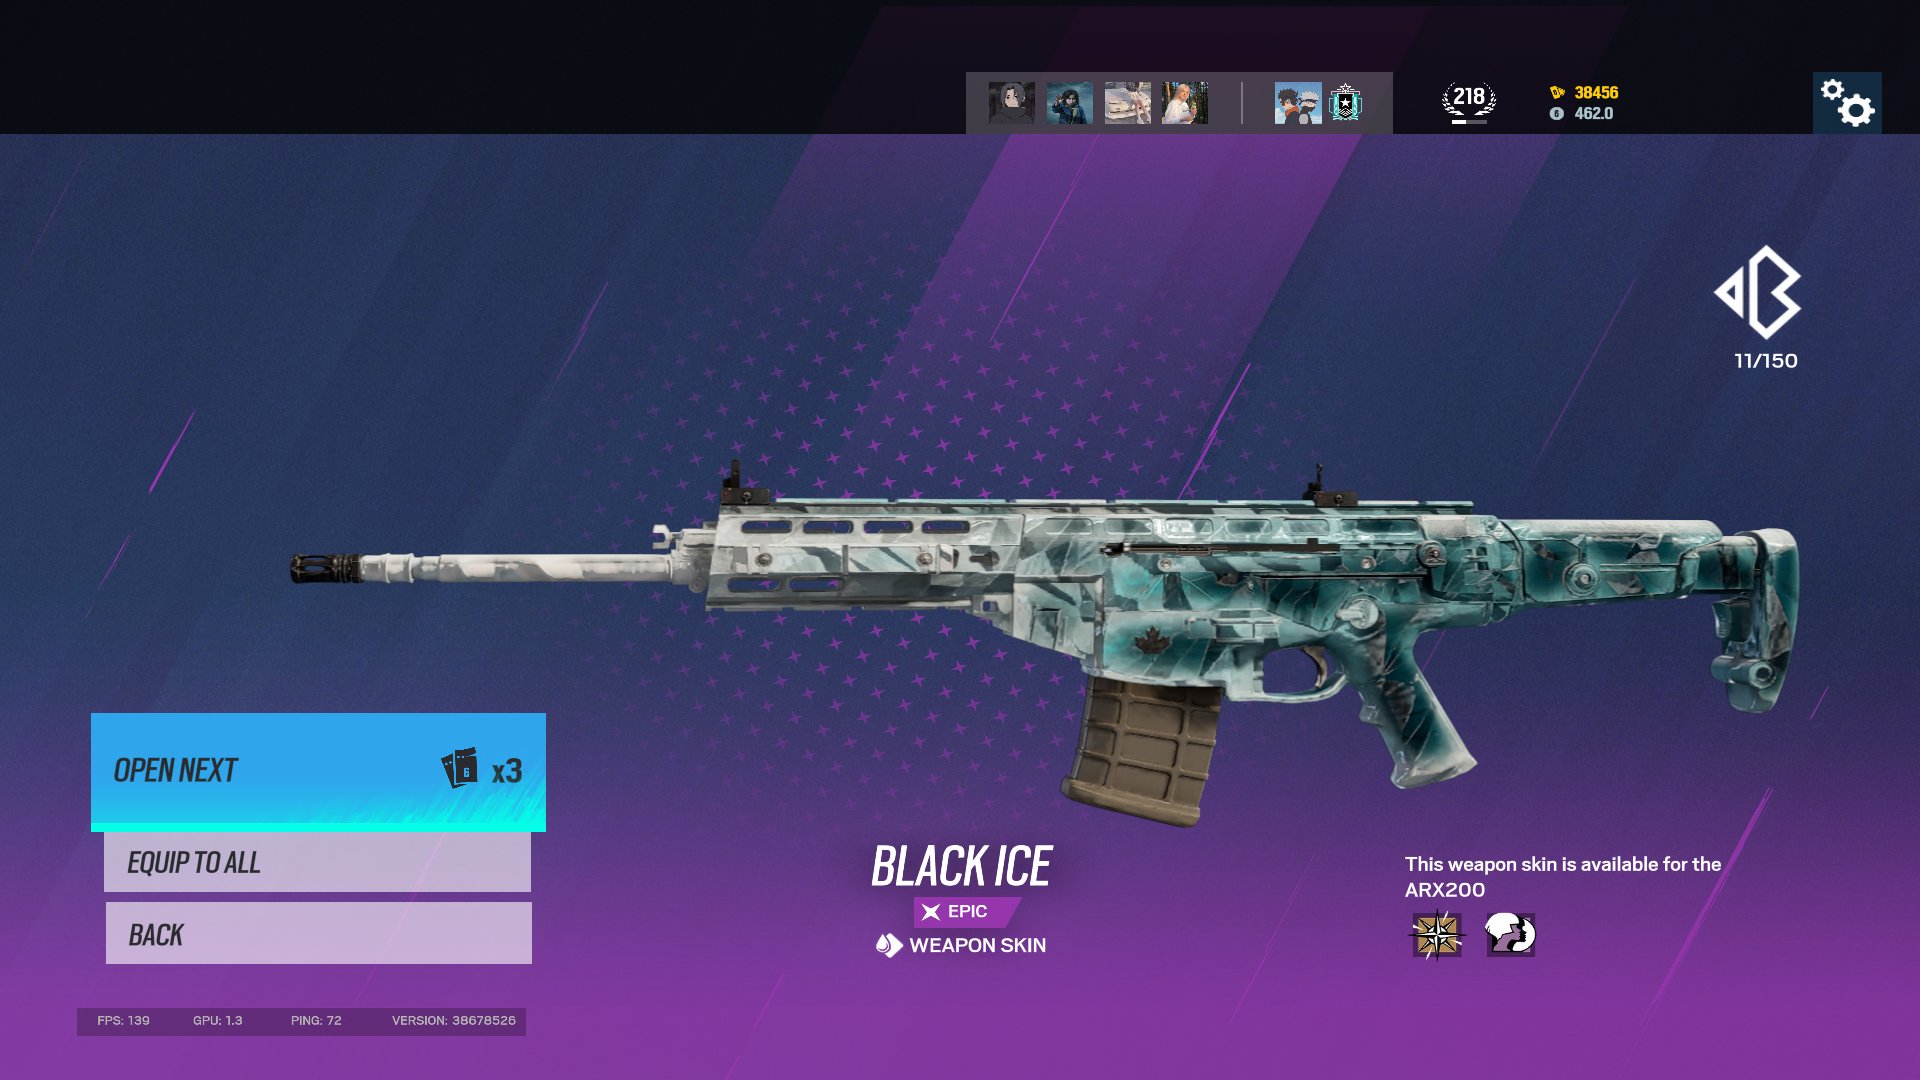 218
38456
462.0
11/150
OPEN NEXT
x3
EQUIP TO ALL
BACK
BLACK ICE
EPIC
WEAPON SKIN
This weapon skin is available for the
ARX200
FPS: 139 GPU: 1.3 PING: 72 VERSION: 38678526